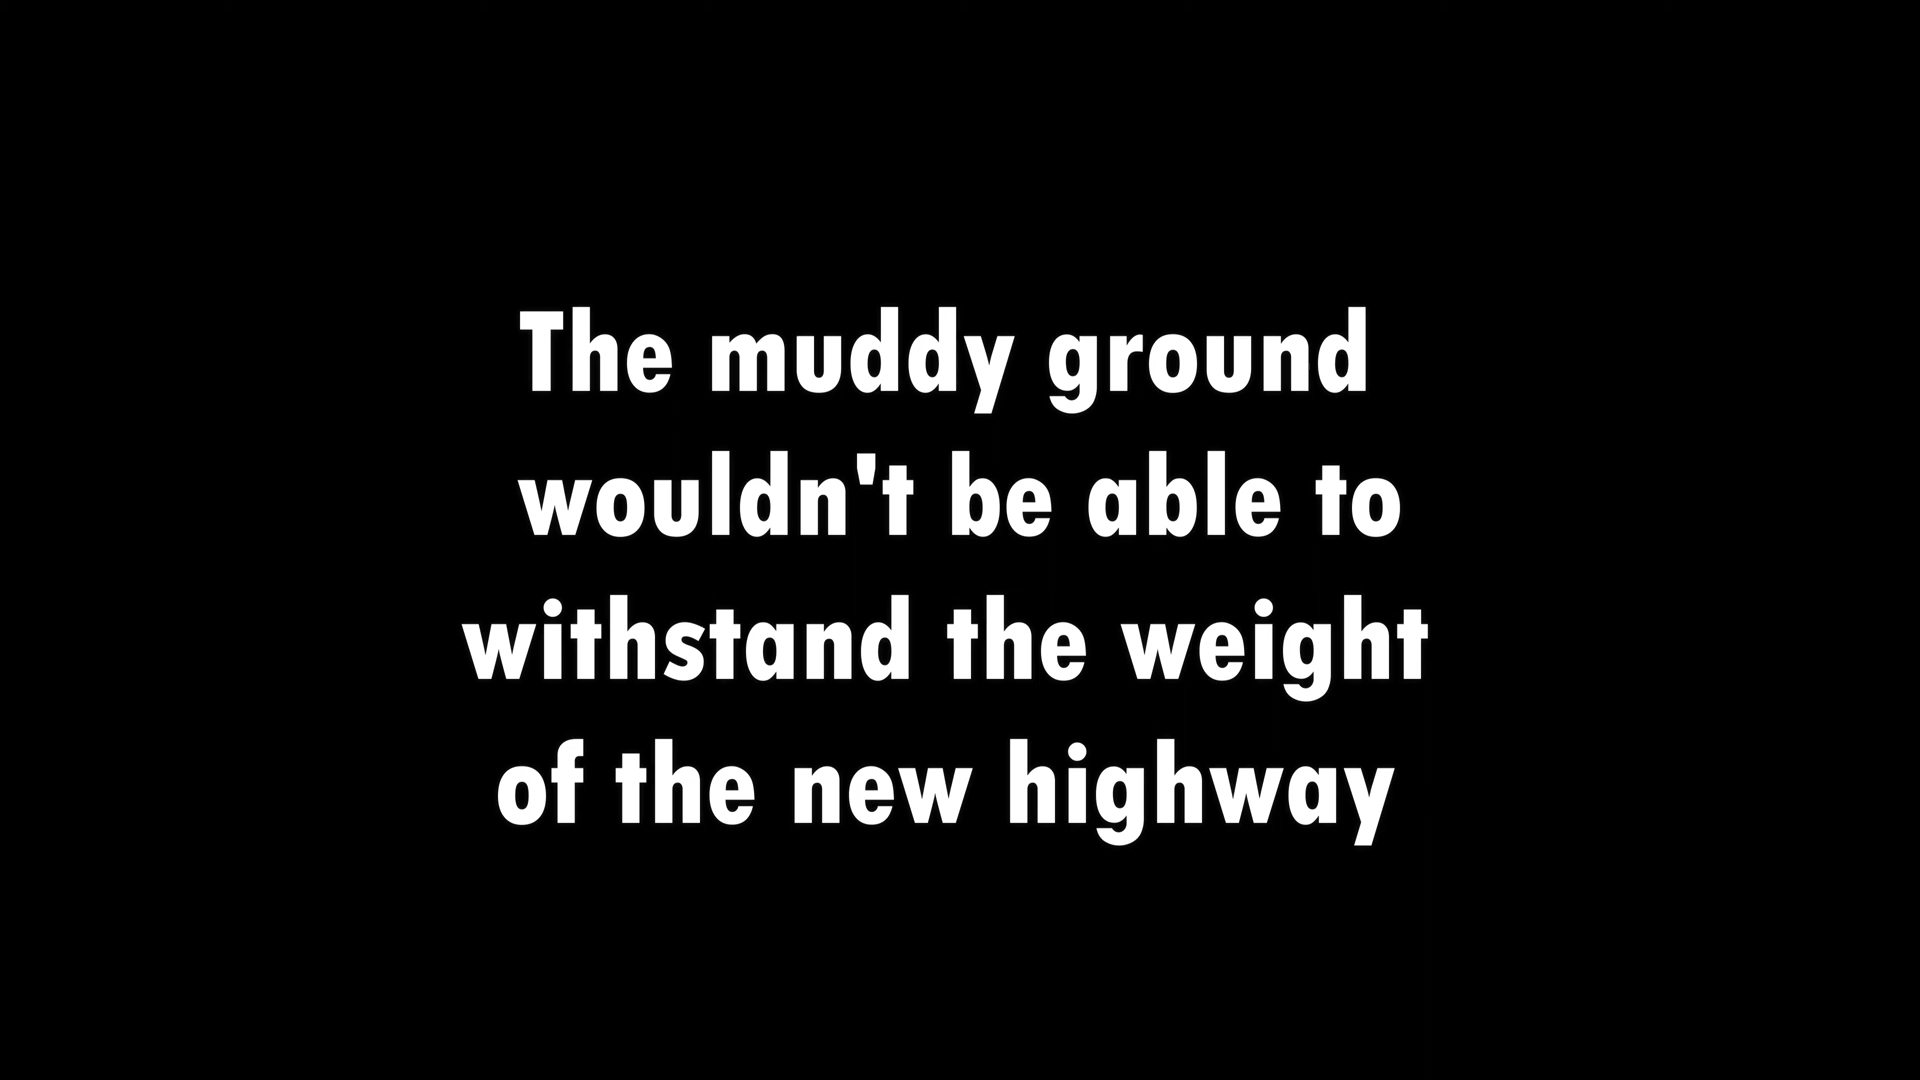 The muddy ground
wouldn't be able to
withstand the weight
of the new highway